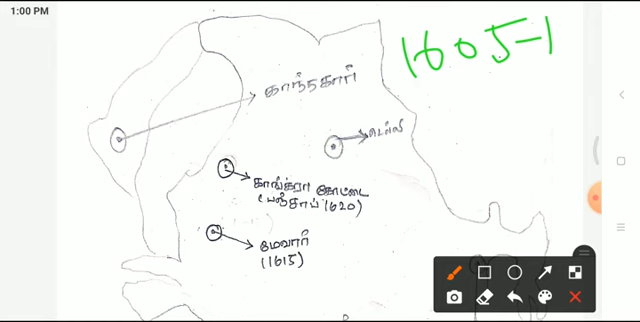 1:00 PM
1605-1
காந்தகார்
டெல்லி
காங்க்ரா கோட்டை
(பஞ்சாப் 1620)
மேவார்
(1615)